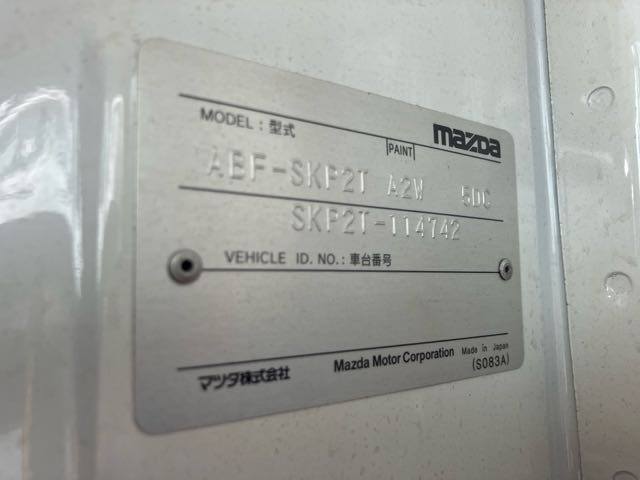 MODEL : 型式
PAINT
mazda
ABF-SKP2T A2W 5DC
SKP2T-114742
VEHICLE ID. NO. : 車台番号
マツダ株式会社 Mazda Motor Corporation Made in Japan
(S083A)